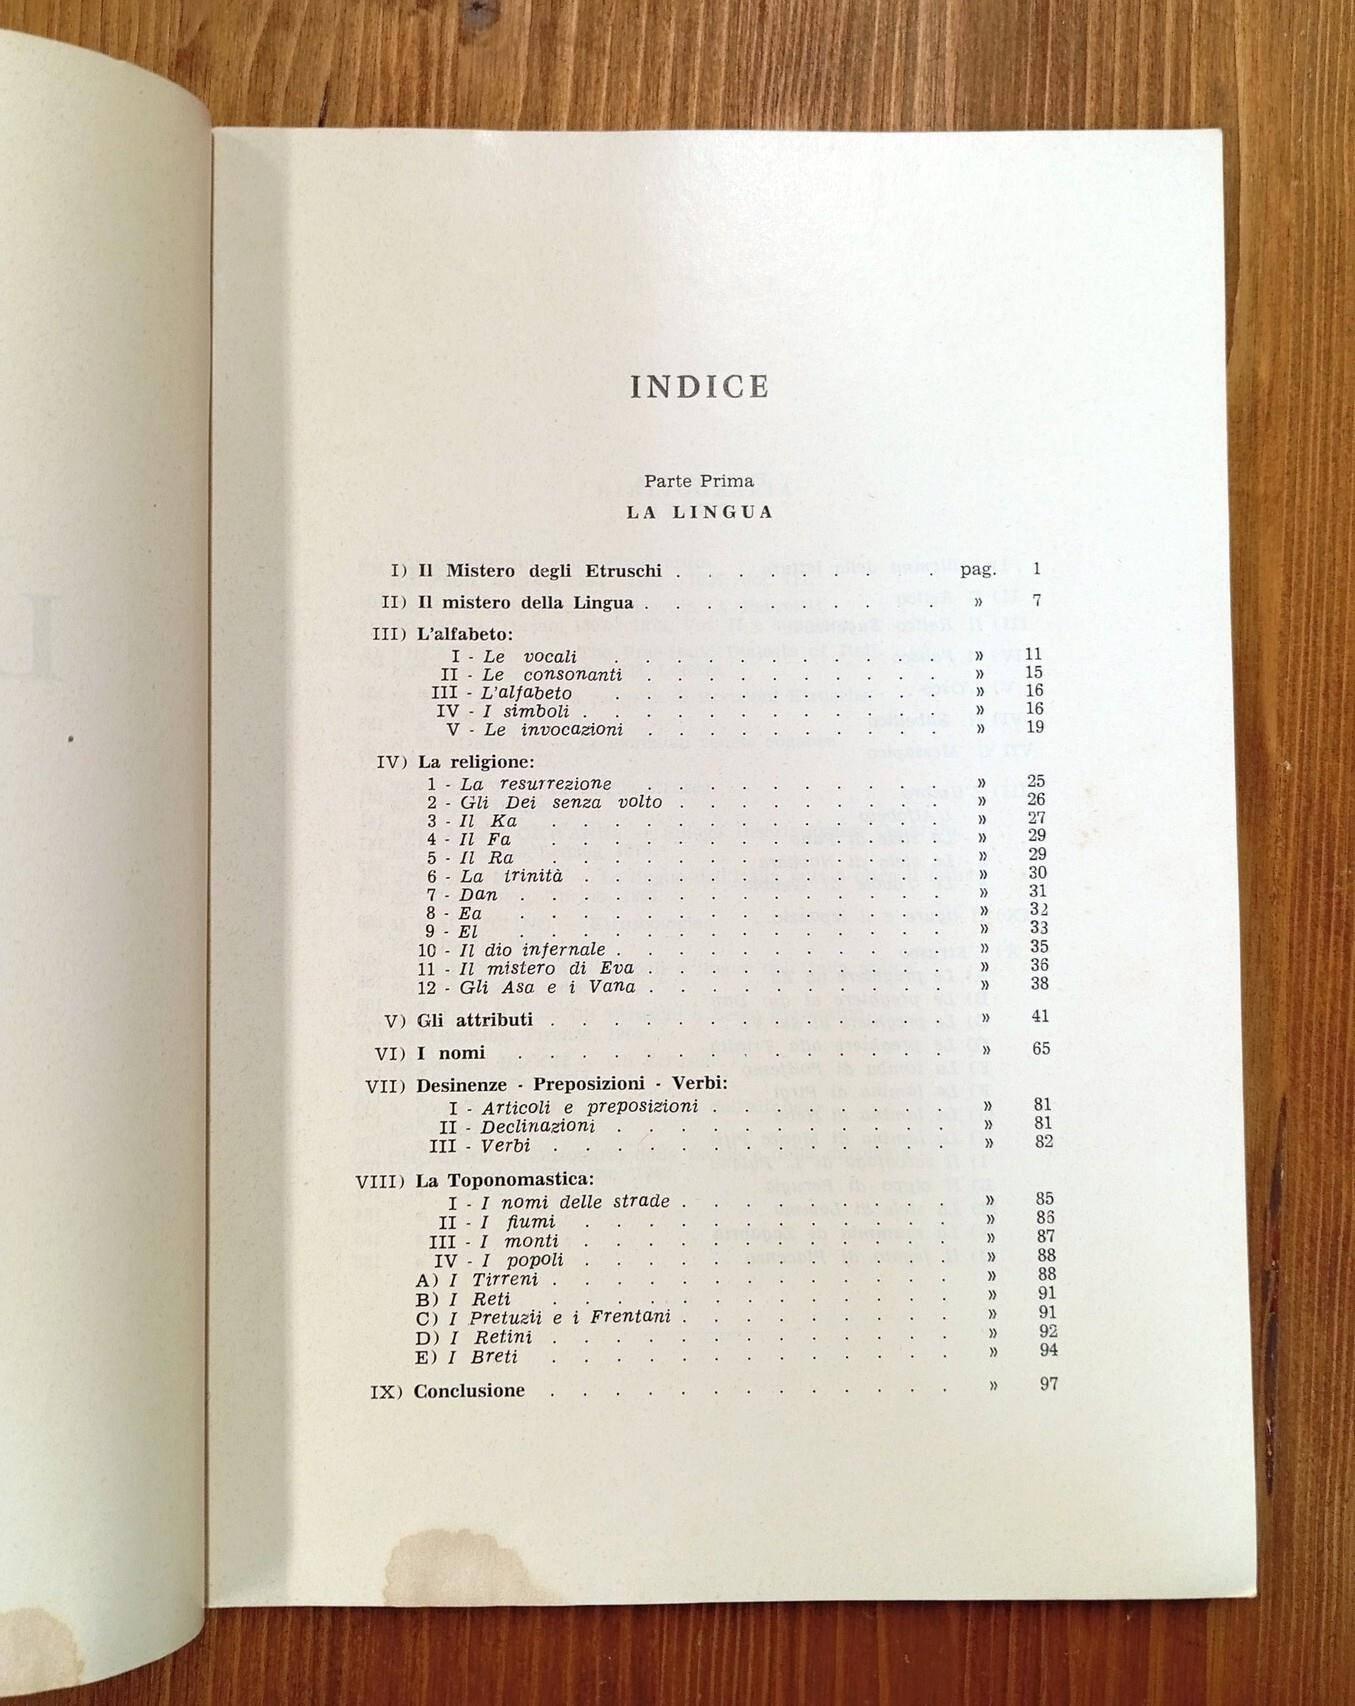 INDICE
Parte Prima
LA LINGUA
I) Il Mistero degli Etruschi . . . . . . . . . pag. 1
II) Il mistero della Lingua . . . . . . . . . . » 7
III) L'alfabeto:
I - Le vocali . . . . . . . . . . . » 11
II - Le consonanti . . . . . . . . . . » 15
III - L'alfabeto . . . . . . . . . . . » 16
IV - I simboli . . . . . . . . . . . . » 16
V - Le invocazioni . . . . . . . . . . » 19
IV) La religione:
1 - La resurrezione . . . . . . . . . . » 25
2 - Gli Dei senza volto . . . . . . . . . » 26
3 - Il Ka . . . . . . . . . . . . . » 27
4 - Il Fa . . . . . . . . . . . . . » 29
5 - Il Ra . . . . . . . . . . . . . » 29
6 - La trinità . . . . . . . . . . . . » 30
7 - Dan . . . . . . . . . . . . . . » 31
8 - Ea . . . . . . . . . . . . . . » 32
9 - El . . . . . . . . . . . . . . » 33
10 - Il dio infernale . . . . . . . . . . . » 35
11 - Il mistero di Eva . . . . . . . . . . » 36
12 - Gli Asa e i Vana . . . . . . . . . . » 38
V) Gli attributi . . . . . . . . . . . . . » 41
VI) I nomi . . . . . . . . . . . . . . » 65
VII) Desinenze - Preposizioni - Verbi:
I - Articoli e preposizioni . . . . . . . . » 81
II - Declinazioni . . . . . . . . . . . » 81
III - Verbi . . . . . . . . . . . . . » 82
VIII) La Toponomastica:
I - I nomi delle strade . . . . . . . . . » 85
II - I fiumi . . . . . . . . . . . . . » 86
III - I monti . . . . . . . . . . . . » 87
IV - I popoli . . . . . . . . . . . . » 88
A) I Tirreni . . . . . . . . . . . . . » 88
B) I Reti . . . . . . . . . . . . . » 91
C) I Pretuzii e i Frentani . . . . . . . . . » 91
D) I Retini . . . . . . . . . . . . . » 92
E) I Breti . . . . . . . . . . . . . » 94
IX) Conclusione . . . . . . . . . . . . . » 97